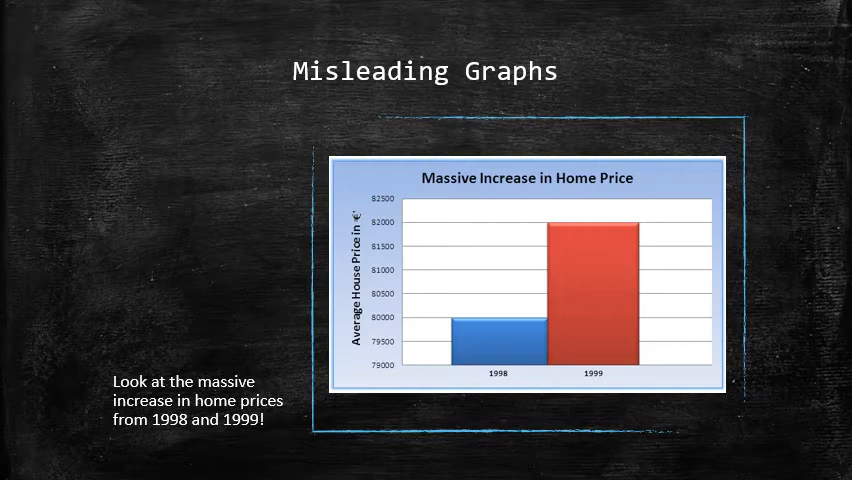 Misleading Graphs
Massive Increase in Home Price
Average House Price in '€'
82500
82000
81500
81000
80500
80000
79500
79000
1998
1999
Look at the massive
increase in home prices
from 1998 and 1999!